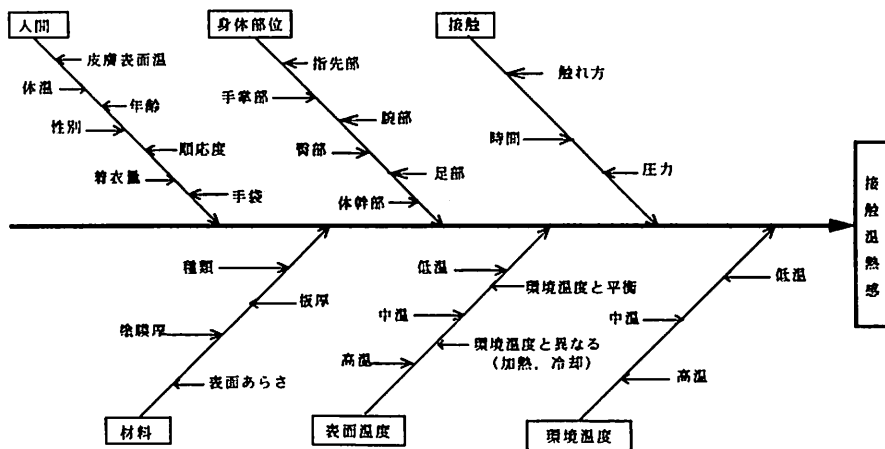 人間
身体部位
接触
皮膚表面温
体温
年齢
性別
順応度
着衣量
手袋
指先部
手掌部
腕部
臀部
足部
体幹部
触れ方
時間
圧力
接触温熱感
種類
板厚
塗膜厚
表面あらさ
材料
低温
環境温度と平衡
中温
環境温度と異なる
(加熱，冷却)
高温
表面温度
低温
中温
高温
環境温度